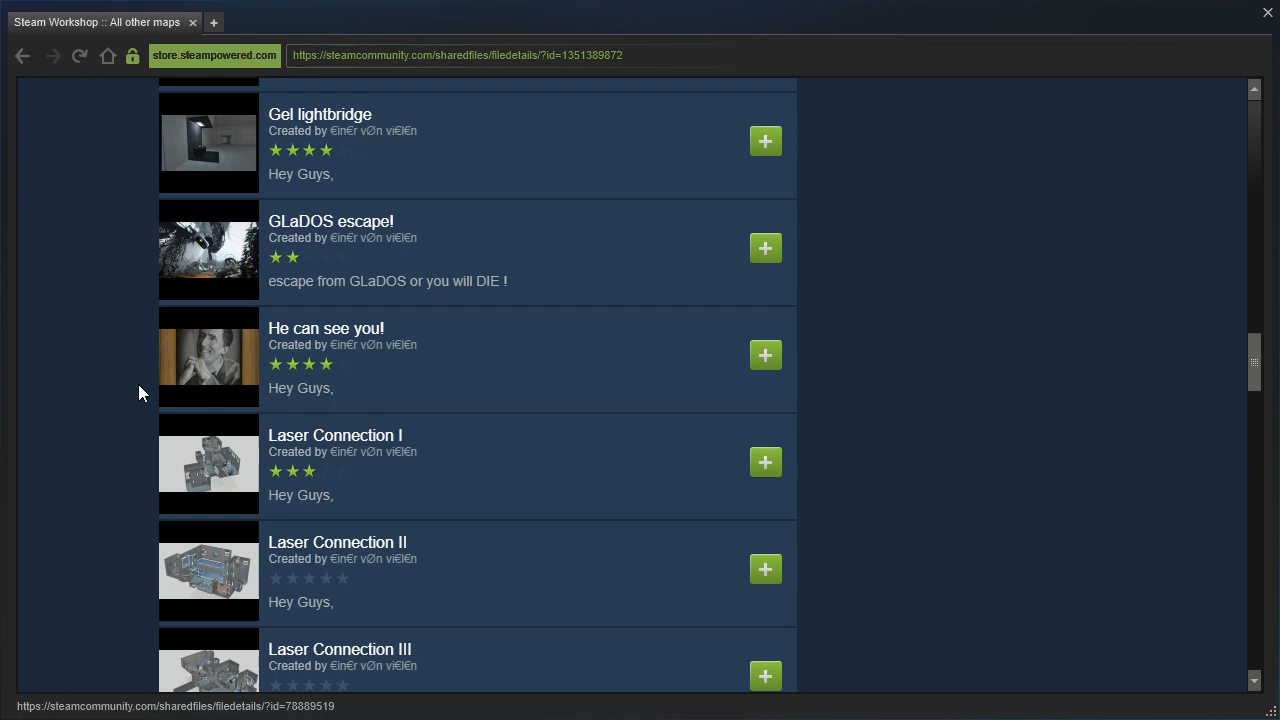 Steam Workshop :: All other maps
store.steampowered.com
https://steamcommunity.com/sharedfiles/filedetails/?id=1351389872
Gel lightbridge
Created by €in€r vØn vi€l€n
Hey Guys,
GLaDOS escape!
Created by €in€r vØn vi€l€n
escape from GLaDOS or you will DIE !
He can see you!
Created by €in€r vØn vi€l€n
Hey Guys,
Laser Connection I
Created by €in€r vØn vi€l€n
Hey Guys,
Laser Connection II
Created by €in€r vØn vi€l€n
Hey Guys,
Laser Connection III
Created by €in€r vØn vi€l€n
https://steamcommunity.com/sharedfiles/filedetails/?id=78889519